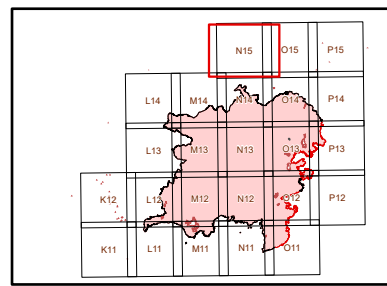 N15 O15 P15
L14 M14 N14 O14 P14
L13 M13 N13 O13 P13
K12 L12 M12 N12 O12 P12
K11 L11 M11 N11 O11